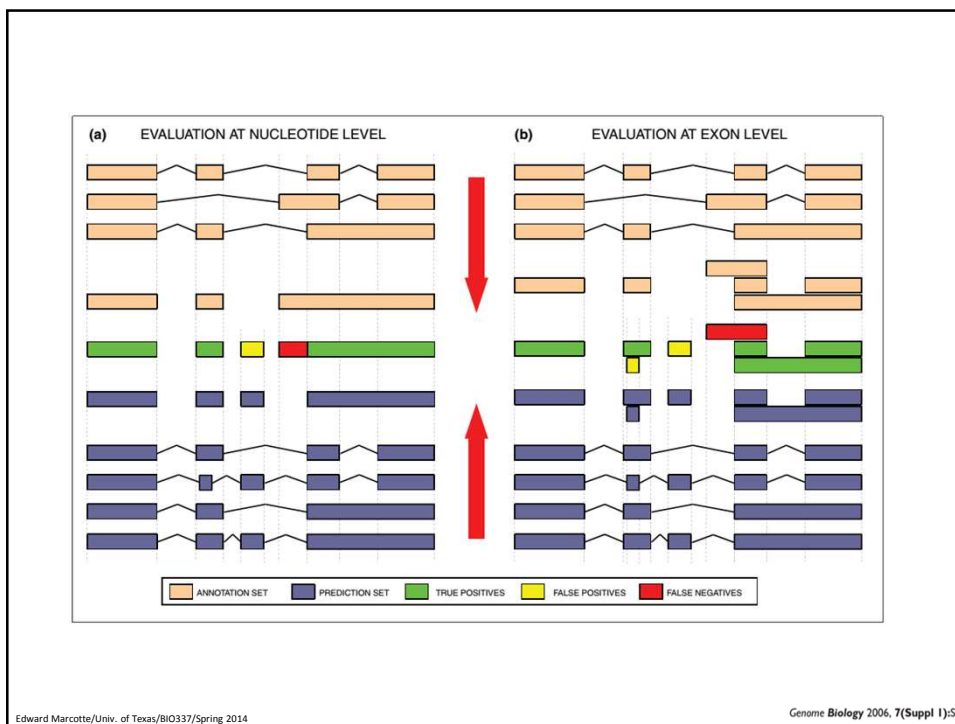 (a) EVALUATION AT NUCLEOTIDE LEVEL
(b) EVALUATION AT EXON LEVEL
ANNOTATION SET
PREDICTION SET
TRUE POSITIVES
FALSE POSITIVES
FALSE NEGATIVES
Edward Marcotte/Univ. of Texas/BIO337/Spring 2014
Genome Biology 2006, 7(Suppl 1):S